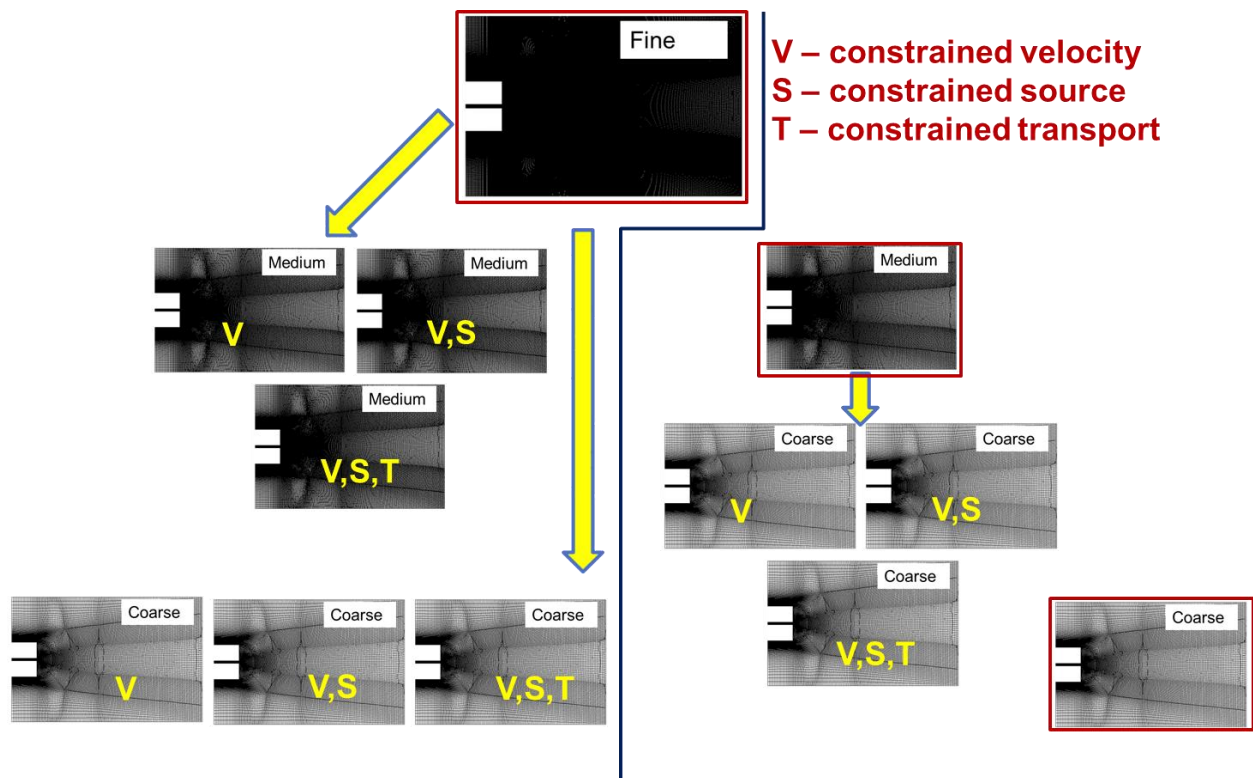 Fine
V – constrained velocity
S – constrained source
T – constrained transport
Medium
V
Medium
V,S
Medium
V,S,T
Coarse
V
Coarse
V,S
Coarse
V,S,T
Medium
Coarse
V
Coarse
V,S
Coarse
V,S,T
Coarse